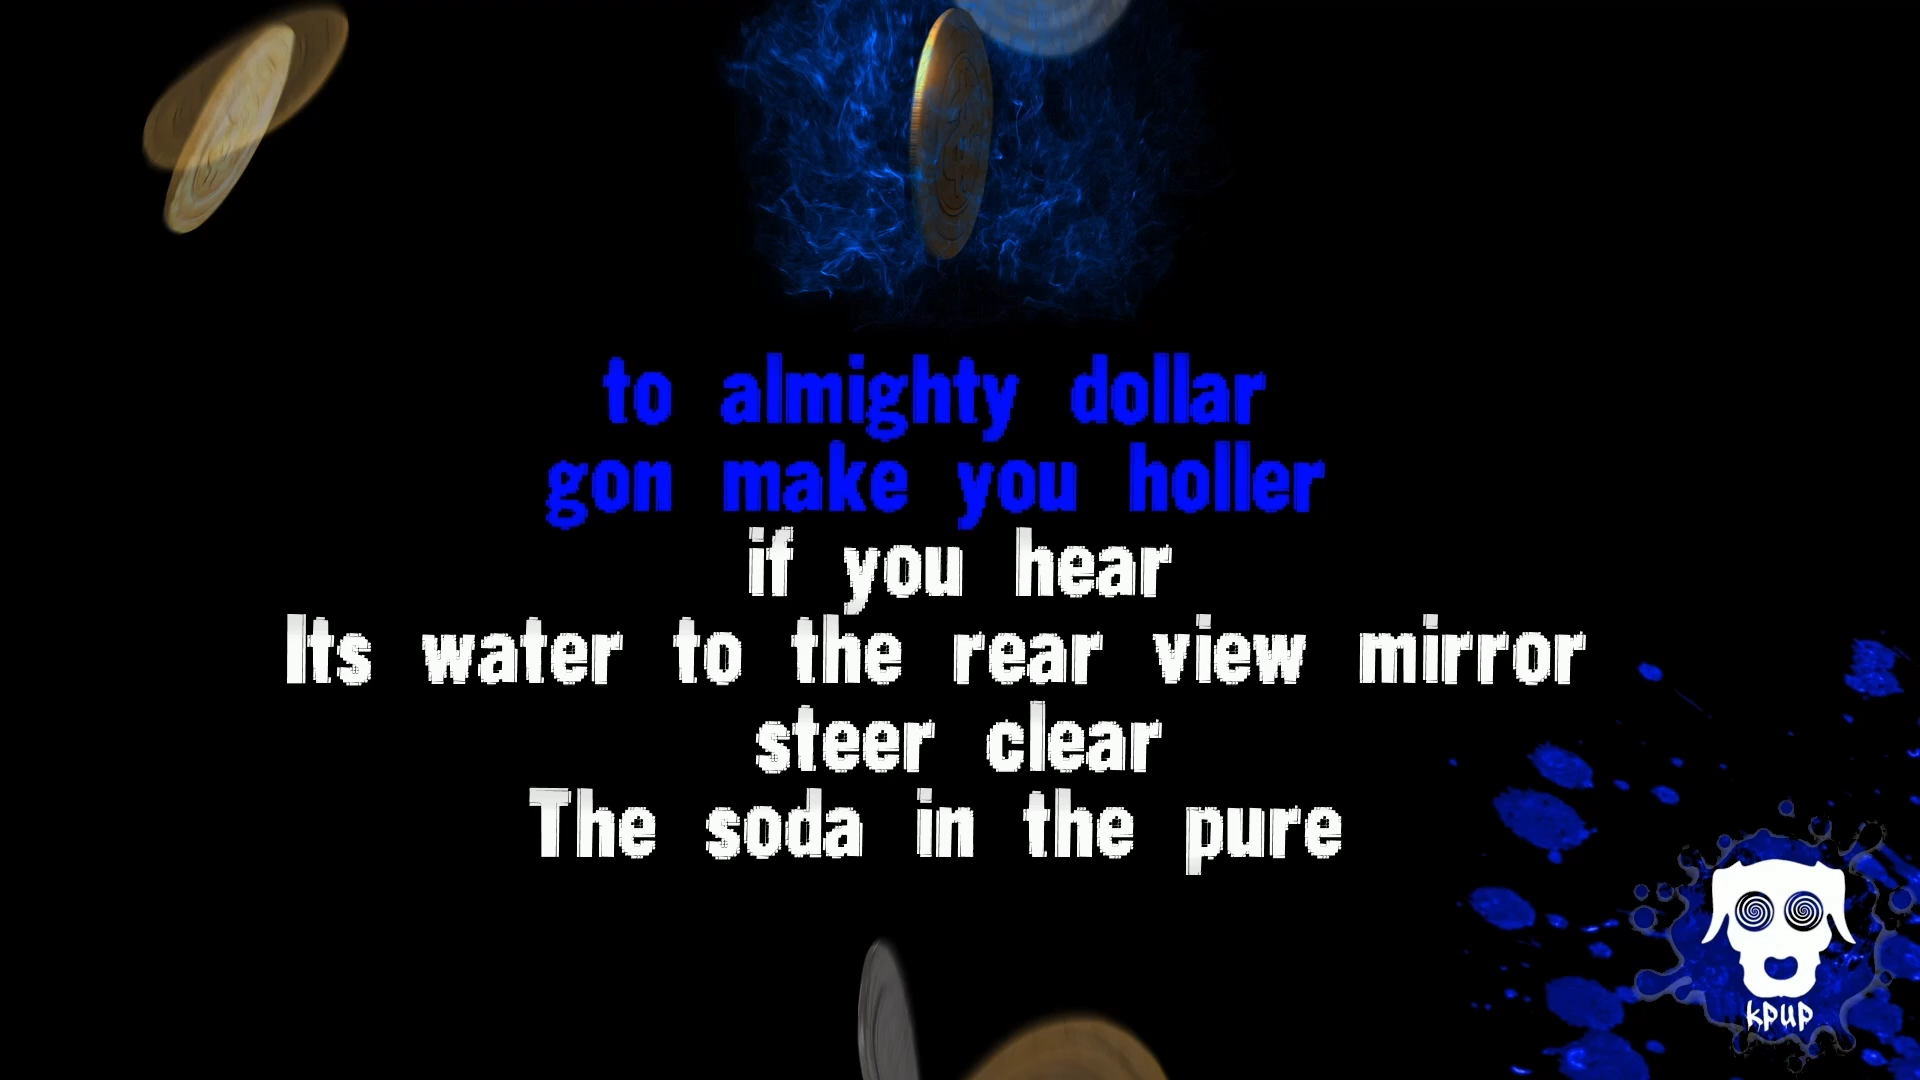 to almighty dollar
gon make you holler
if you hear
Its water to the rear view mirror
steer clear
The soda in the pure
kpup